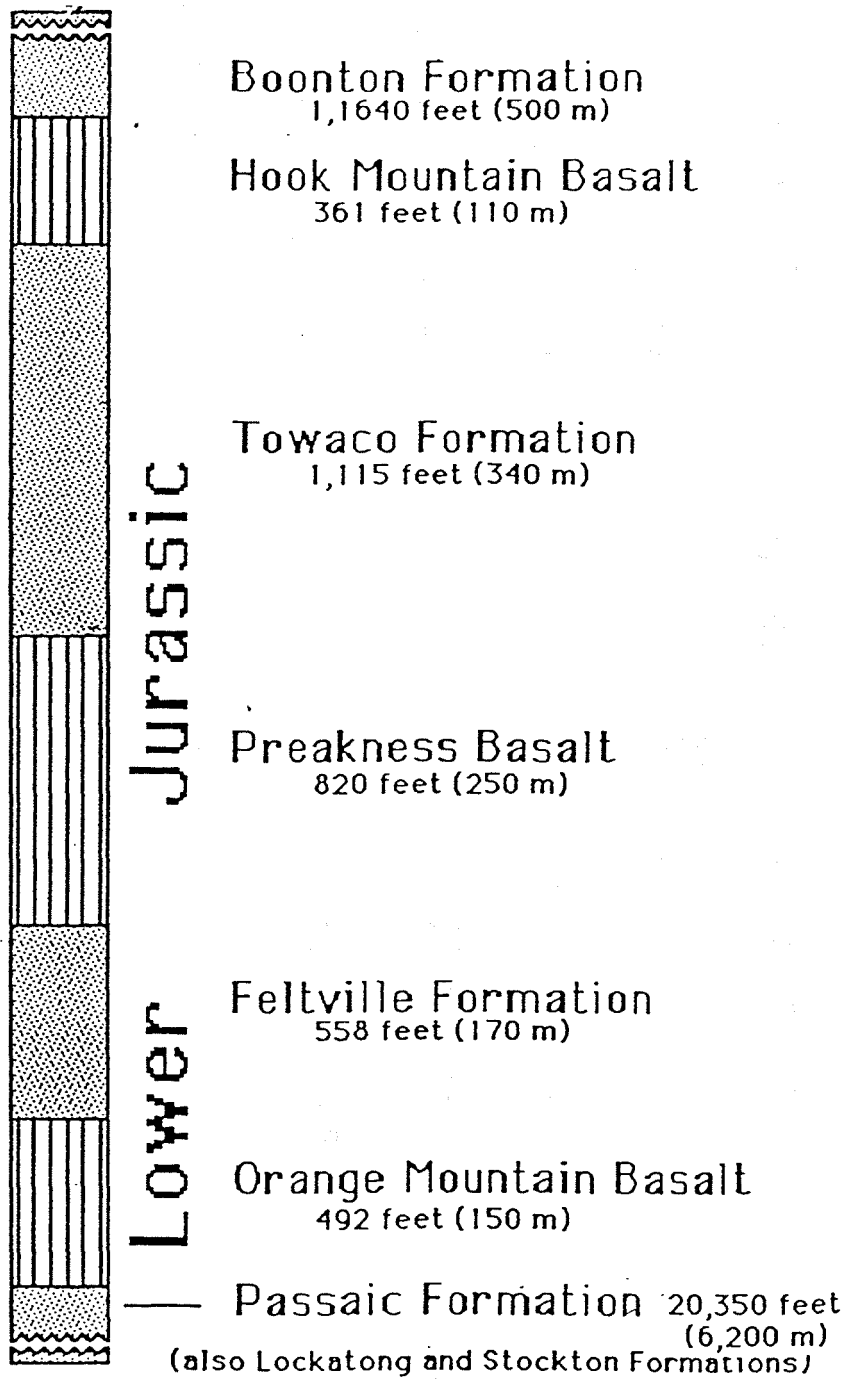 Boonton Formation
1,1640 feet (500 m)
Hook Mountain Basalt
361 feet (110 m)
Towaco Formation
1,115 feet (340 m)
Preakness Basalt
820 feet (250 m)
Feltville Formation
558 feet (170 m)
Orange Mountain Basalt
492 feet (150 m)
Passaic Formation 20,350 feet
(6,200 m)
(also Lockatong and Stockton Formations)
Lower Jurassic